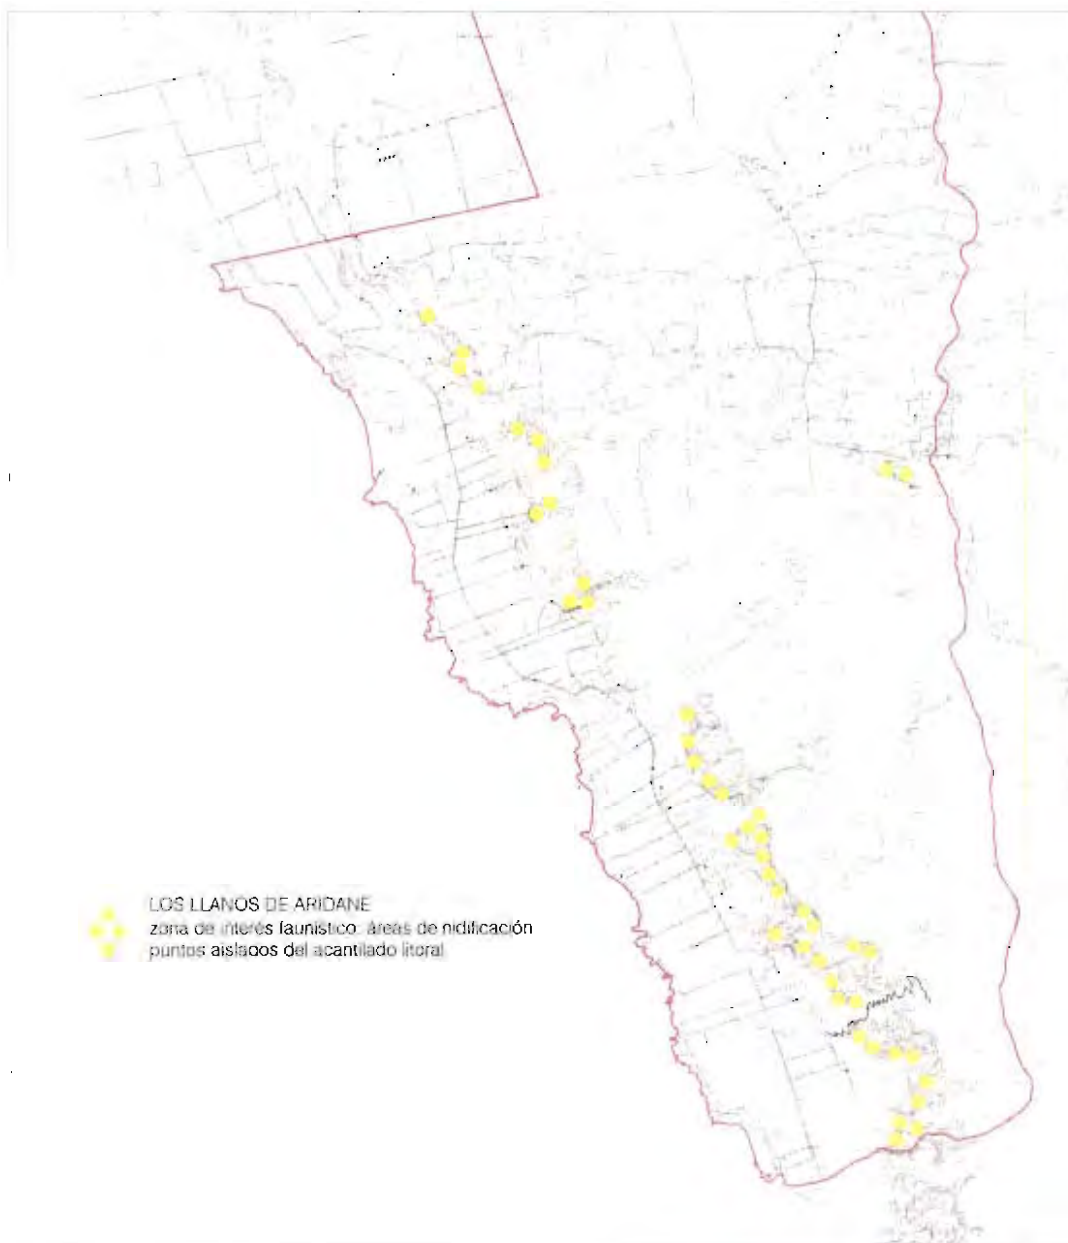 LOS LLANOS DE ARIDANE
zona de interés faunístico: áreas de nidificación
puntos aislados del acantilado litoral